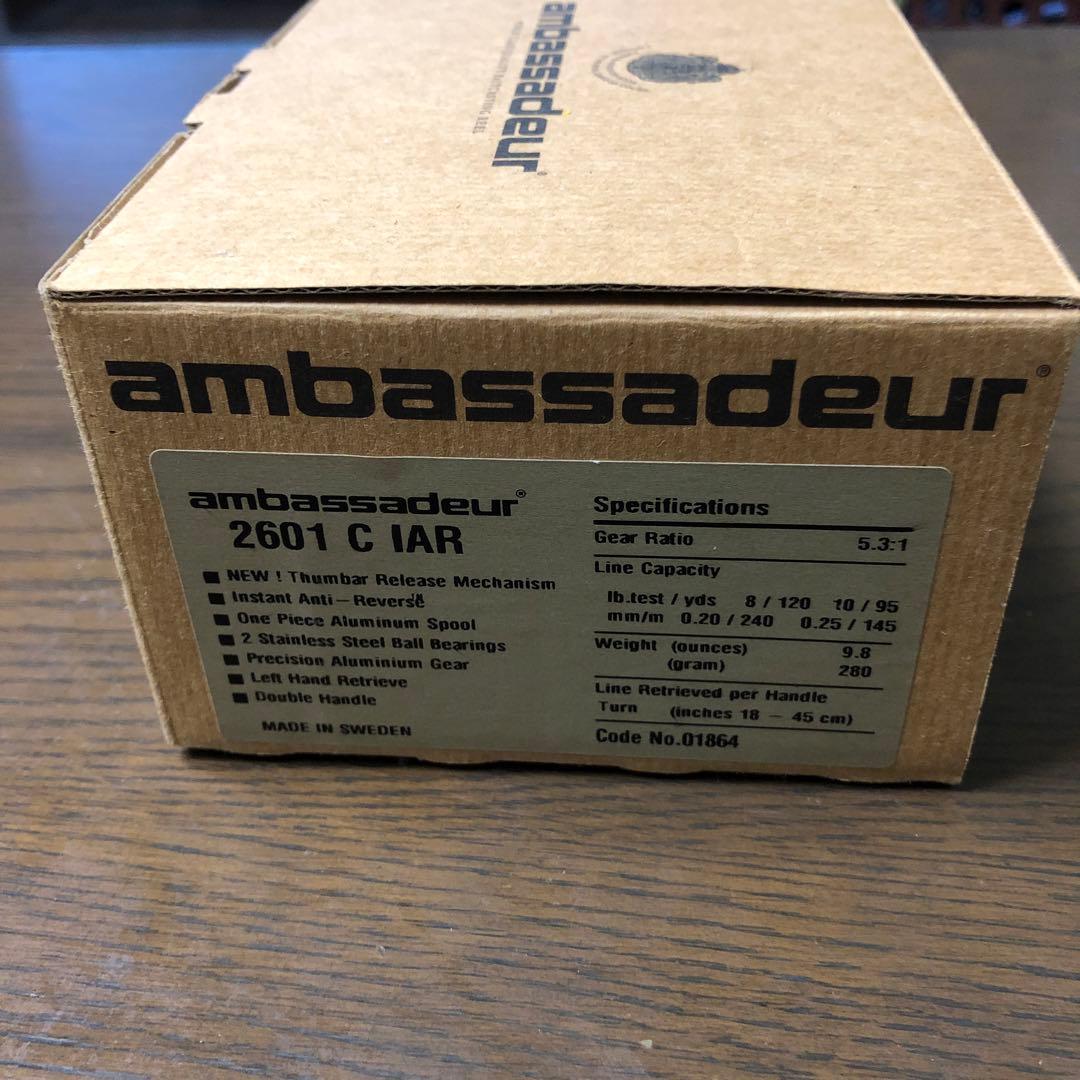 ambassadeur®
BAITCASTING REEL
ambassadeur®
ambassadeur®
2601 C IAR
■ NEW ! Thumbar Release Mechanism
■ Instant Anti-Reverse™
■ One Piece Aluminum Spool
■ 2 Stainless Steel Ball Bearings
■ Precision Aluminium Gear
■ Left Hand Retrieve
■ Double Handle
MADE IN SWEDEN
Specifications
Gear Ratio 5.3:1
Line Capacity
lb.test / yds 8 / 120 10 / 95
mm/m 0.20 / 240 0.25 / 145
Weight (ounces) 9.8
(gram) 280
Line Retrieved per Handle
Turn (inches 18 - 45 cm)
Code No.01864